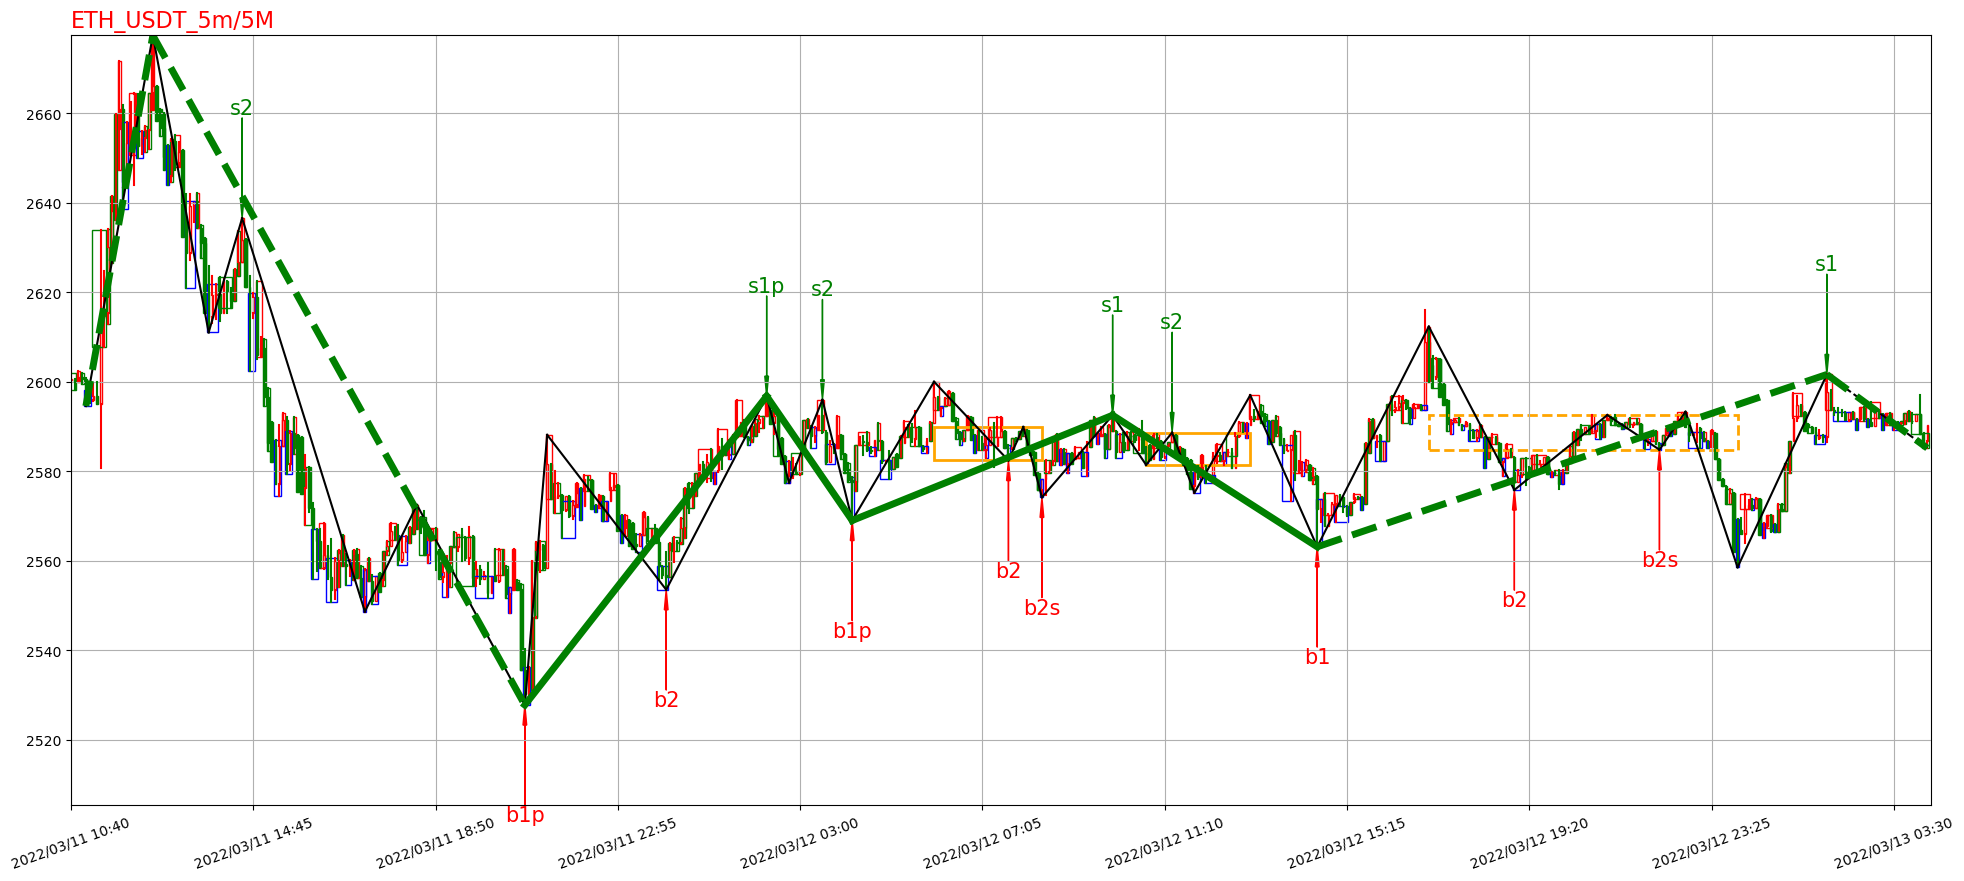 ETH_USDT_5m/5M
2660
2640
2620
2600
2580
2560
2540
2520
s2
s1p
s2
s1
s2
s1
b1p
b2
b1p
b2
b2s
b1
b2
b2s
2022/03/11 10:40
2022/03/11 14:45
2022/03/11 18:50
2022/03/11 22:55
2022/03/12 03:00
2022/03/12 07:05
2022/03/12 11:10
2022/03/12 15:15
2022/03/12 19:20
2022/03/12 23:25
2022/03/13 03:30